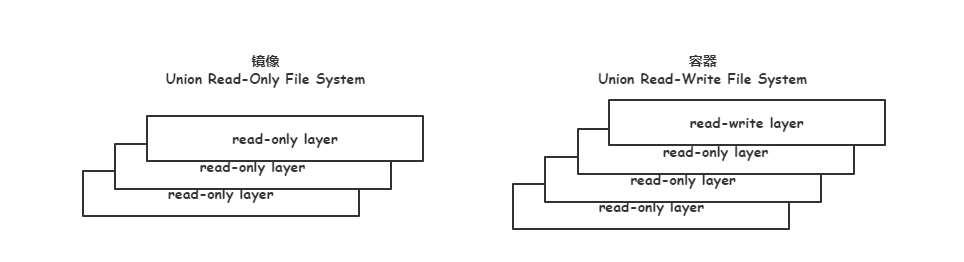 镜像
Union Read-Only File System
read-only layer
read-only layer
read-only layer
容器
Union Read-Write File System
read-write layer
read-only layer
read-only layer
read-only layer